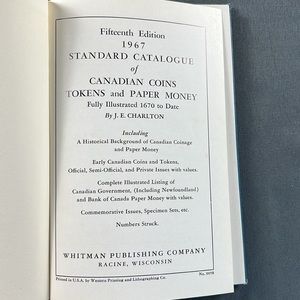 Fifteenth Edition
1967
STANDARD CATALOGUE
of
CANADIAN COINS
TOKENS and PAPER MONEY
Fully Illustrated 1670 to Date
By J. E. CHARLTON
Including
A Historical Background of Canadian Coinage
and Paper Money
Early Canadian Coins and Tokens,
Official, Semi-Official, and Private Issues with values.
Complete Illustrated Listing of
Canadian Government, (Including Newfoundland)
and Bank of Canada Paper Money with values.
Commemorative Issues, Specimen Sets, etc.
Numbers Struck.
WHITMAN PUBLISHING COMPANY
RACINE, WISCONSIN
Printed in U.S.A. by Western Printing and Lithographing Co.